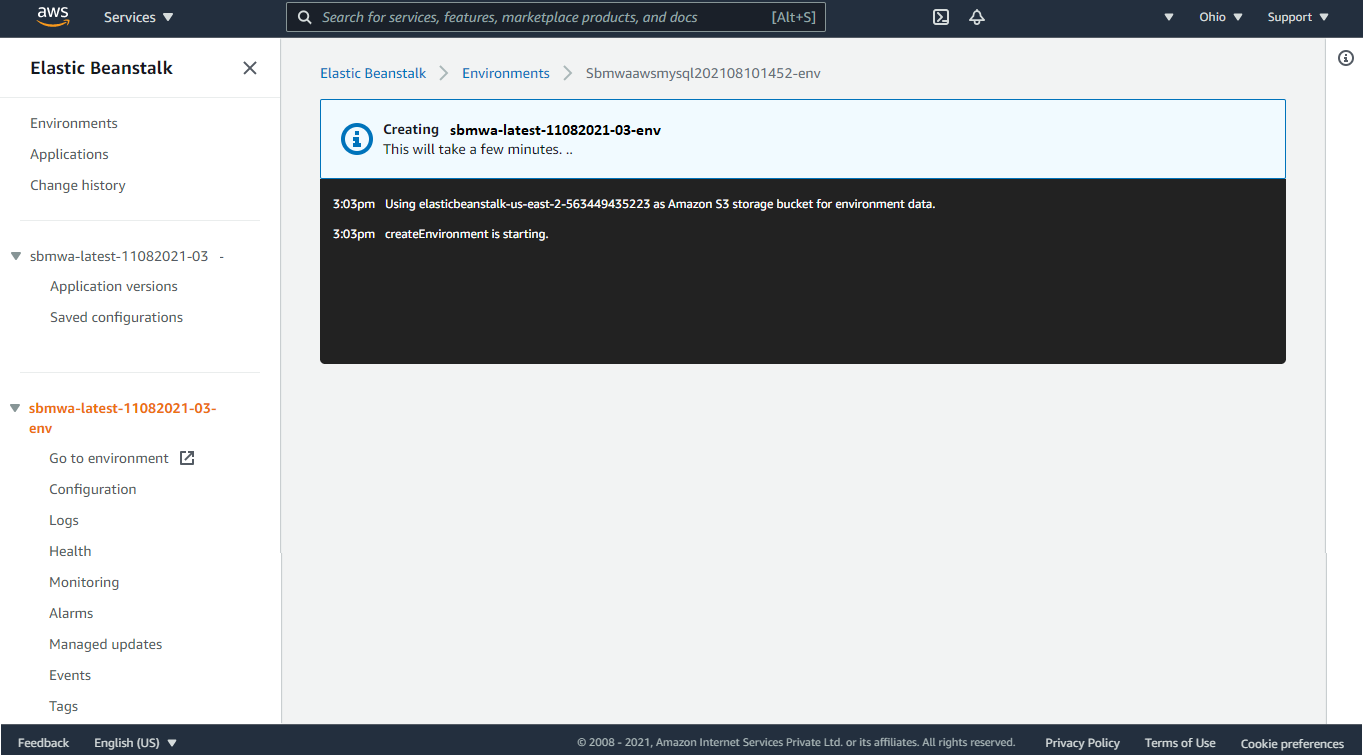 aws Services Search for services, features, marketplace products, and docs [Alt+S] Ohio Support
Elastic Beanstalk
Environments
Applications
Change history
sbmwa-latest-11082021-03 -
Application versions
Saved configurations
sbmwa-latest-11082021-03-
env
Go to environment
Configuration
Logs
Health
Monitoring
Alarms
Managed updates
Events
Tags
Elastic Beanstalk Environments Sbmwaawsmysql202108101452-env
Creating sbmwa-latest-11082021-03-env
This will take a few minutes. ..
3:03pm Using elasticbeanstalk-us-east-2-563449435223 as Amazon S3 storage bucket for environment data.
3:03pm createEnvironment is starting.
Feedback English (US) © 2008 - 2021, Amazon Internet Services Private Ltd. or its affiliates. All rights reserved. Privacy Policy Terms of Use Cookie preferences